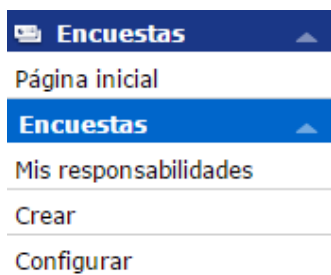 Encuestas
Página inicial
Encuestas
Mis responsabilidades
Crear
Configurar